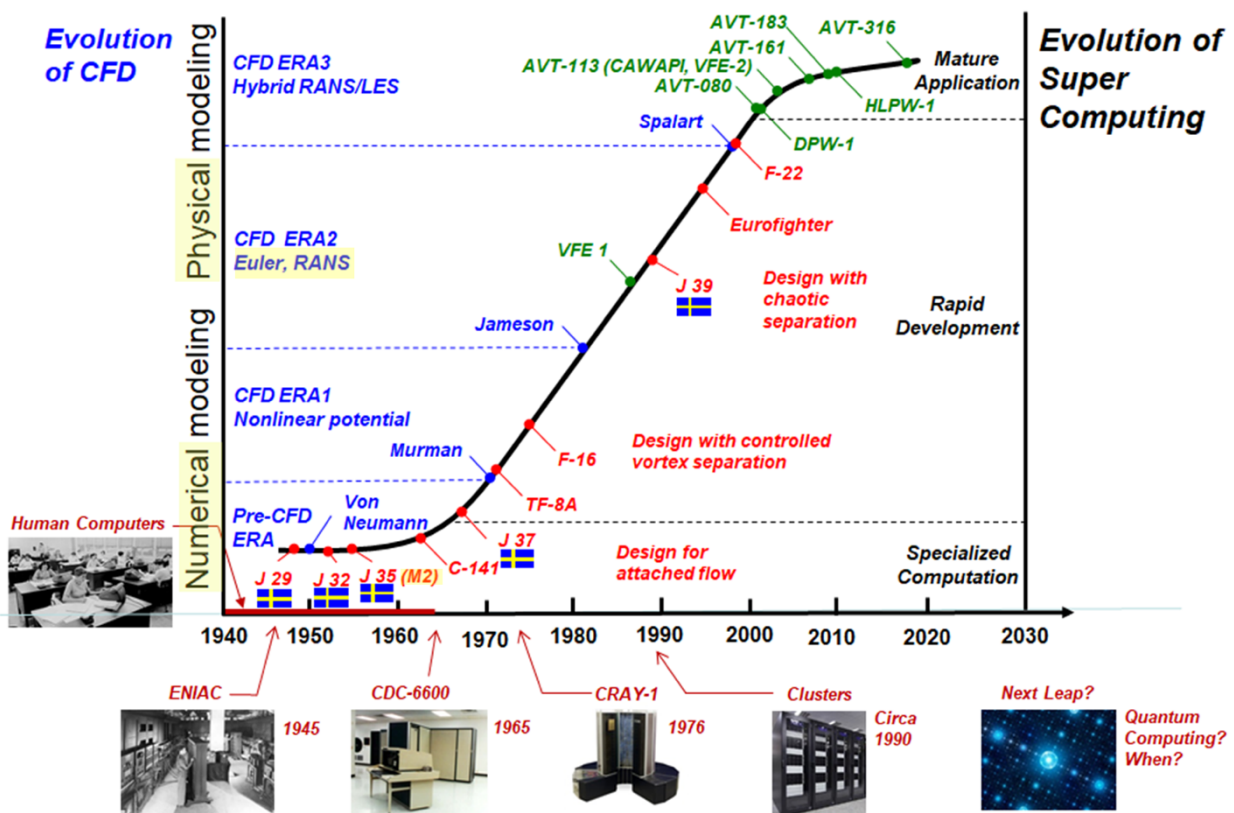 Evolution
of CFD
Evolution of
Super
Computing
Physical modeling
Numerical modeling
CFD ERA3
Hybrid RANS/LES
CFD ERA2
Euler, RANS
CFD ERA1
Nonlinear potential
Pre-CFD
ERA
Von
Neumann
Murman
Jameson
Spalart
VFE 1
AVT-080
AVT-113 (CAWAPI, VFE-2)
AVT-161
AVT-183
AVT-316
HLPW-1
DPW-1
F-22
Eurofighter
J 39
F-16
TF-8A
J 37
C-141
J 29
J 32
J 35 (M2)
Mature
Application
Rapid
Development
Specialized
Computation
Design with
chaotic
separation
Design with controlled
vortex separation
Design for
attached flow
Human Computers
1940
1950
1960
1970
1980
1990
2000
2010
2020
2030
ENIAC
1945
CDC-6600
1965
CRAY-1
1976
Clusters
Circa
1990
Next Leap?
Quantum
Computing?
When?